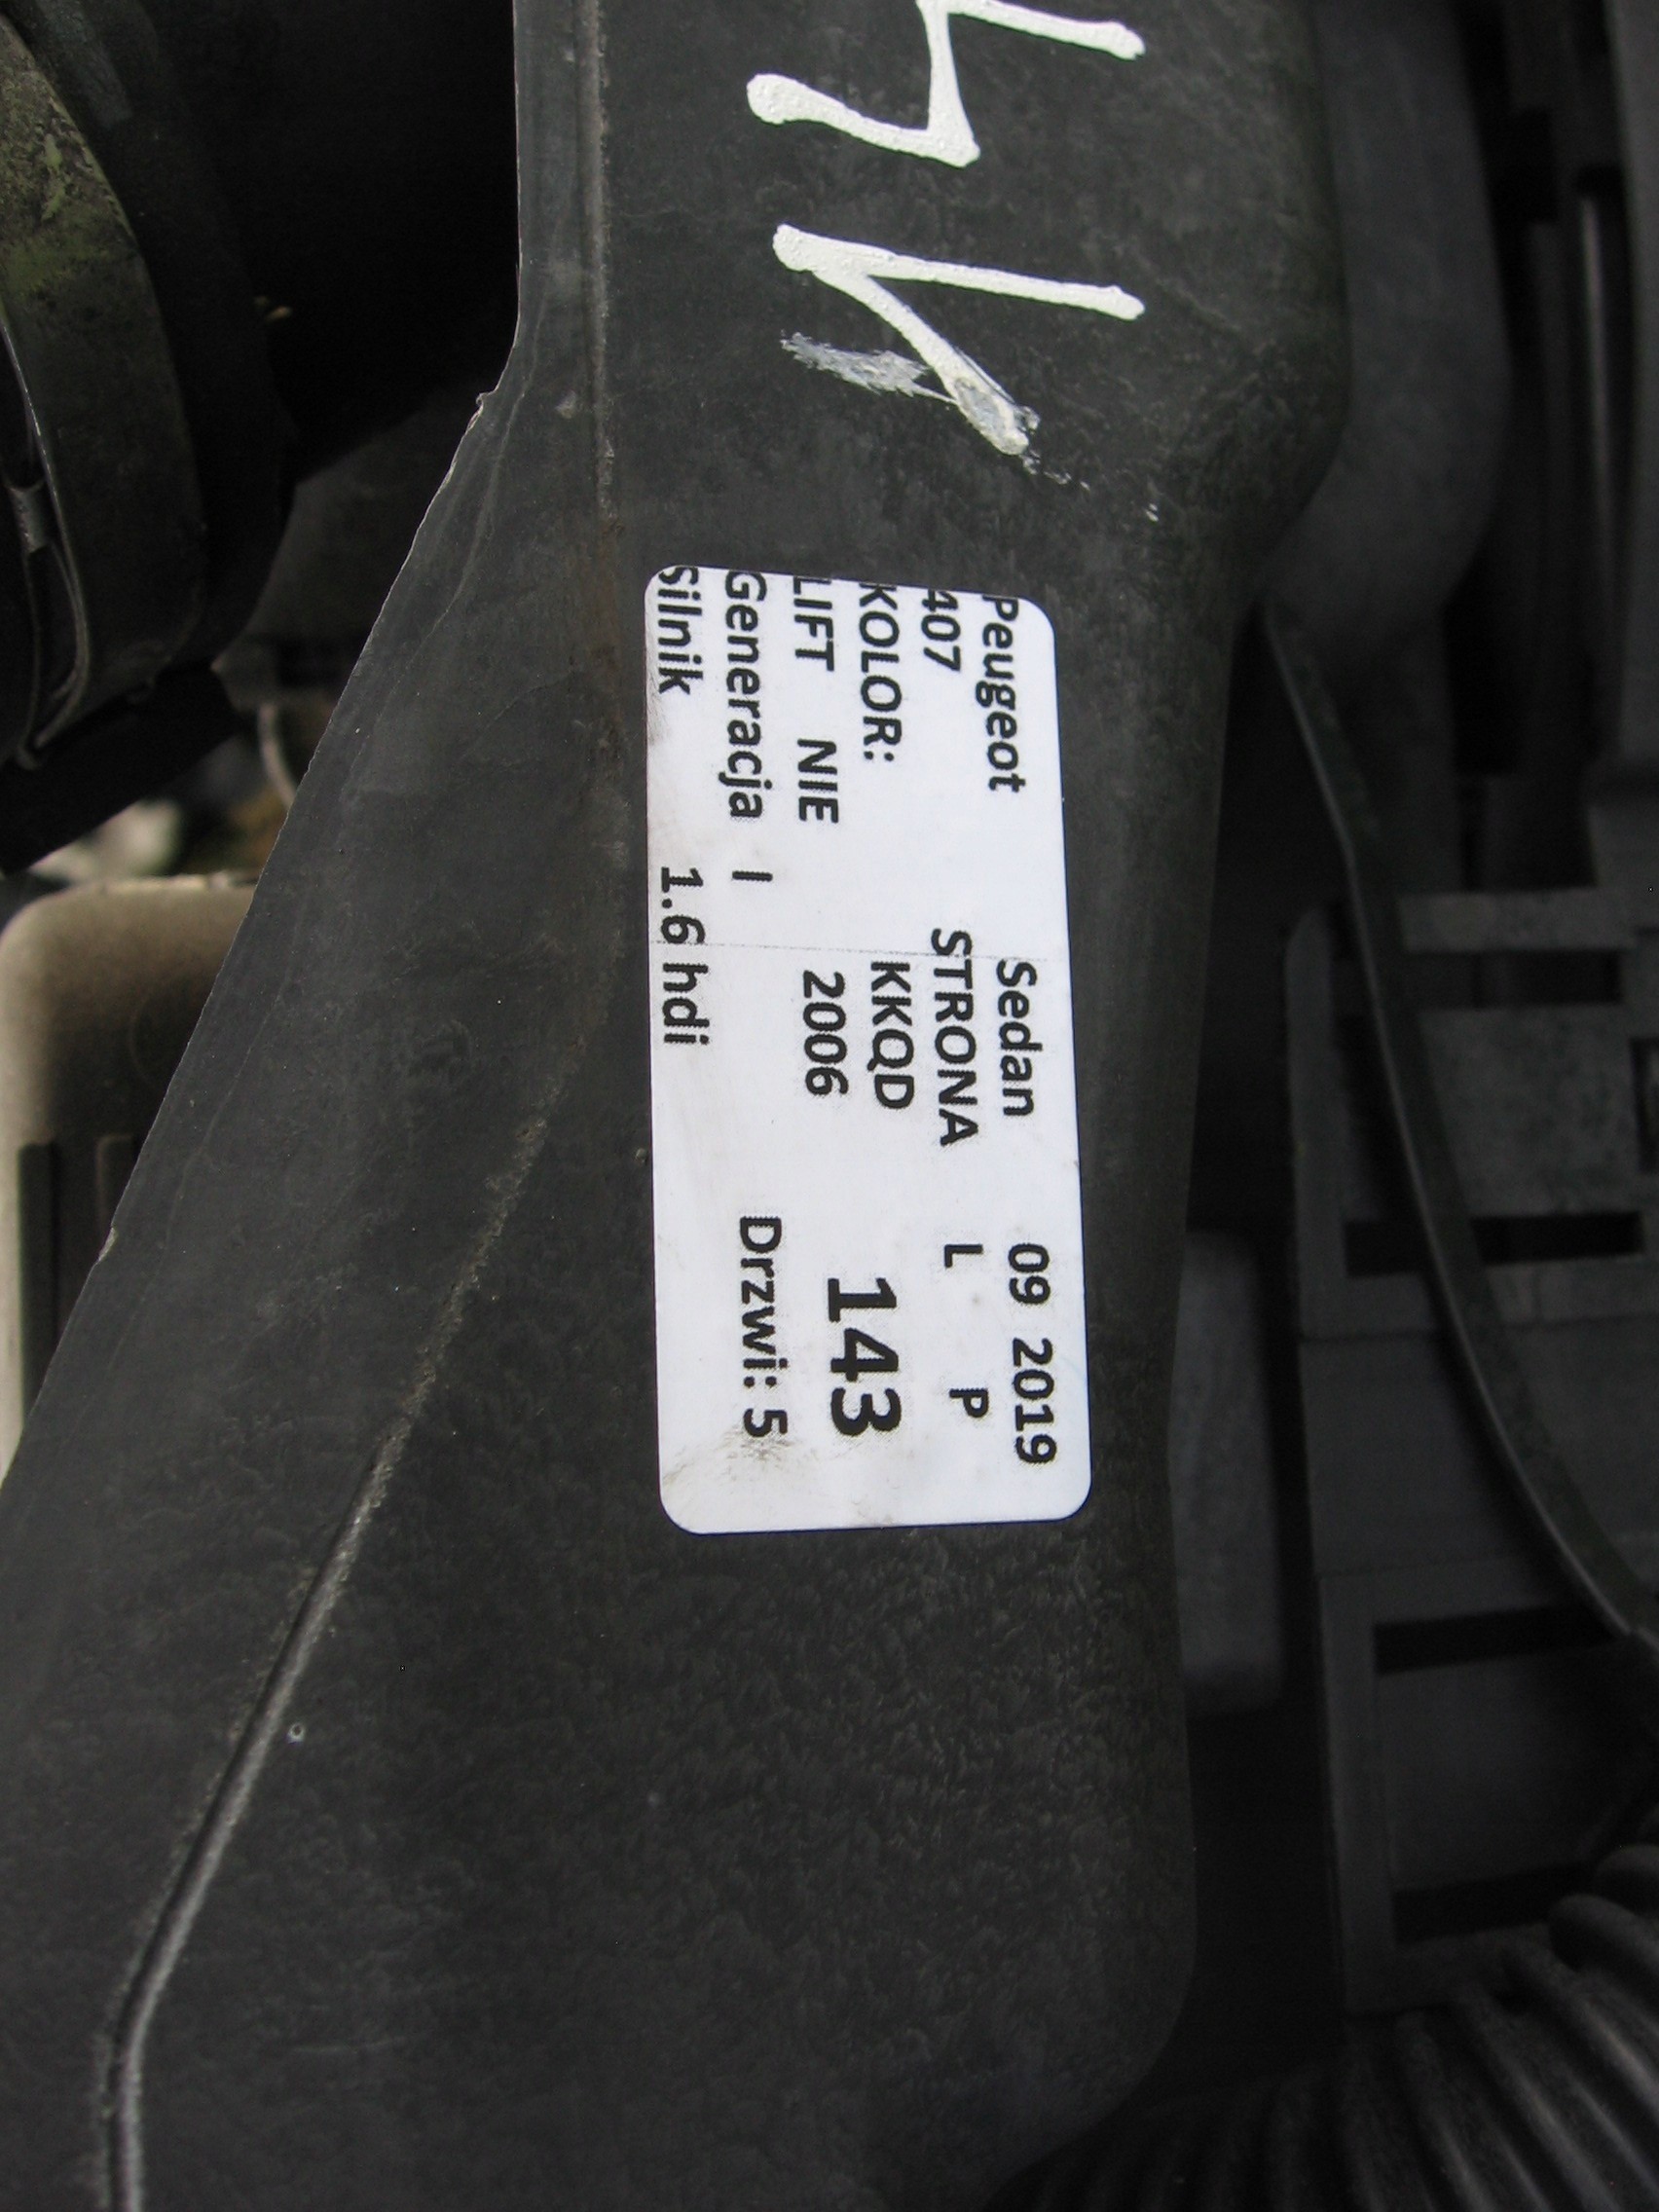 14
Peugeot Sedan 09 2019
407 STRONA L P
KOLOR: KKQD 143
LIFT NIE 2006
Generacja I Drzwi: 5
Silnik 1.6 hdi